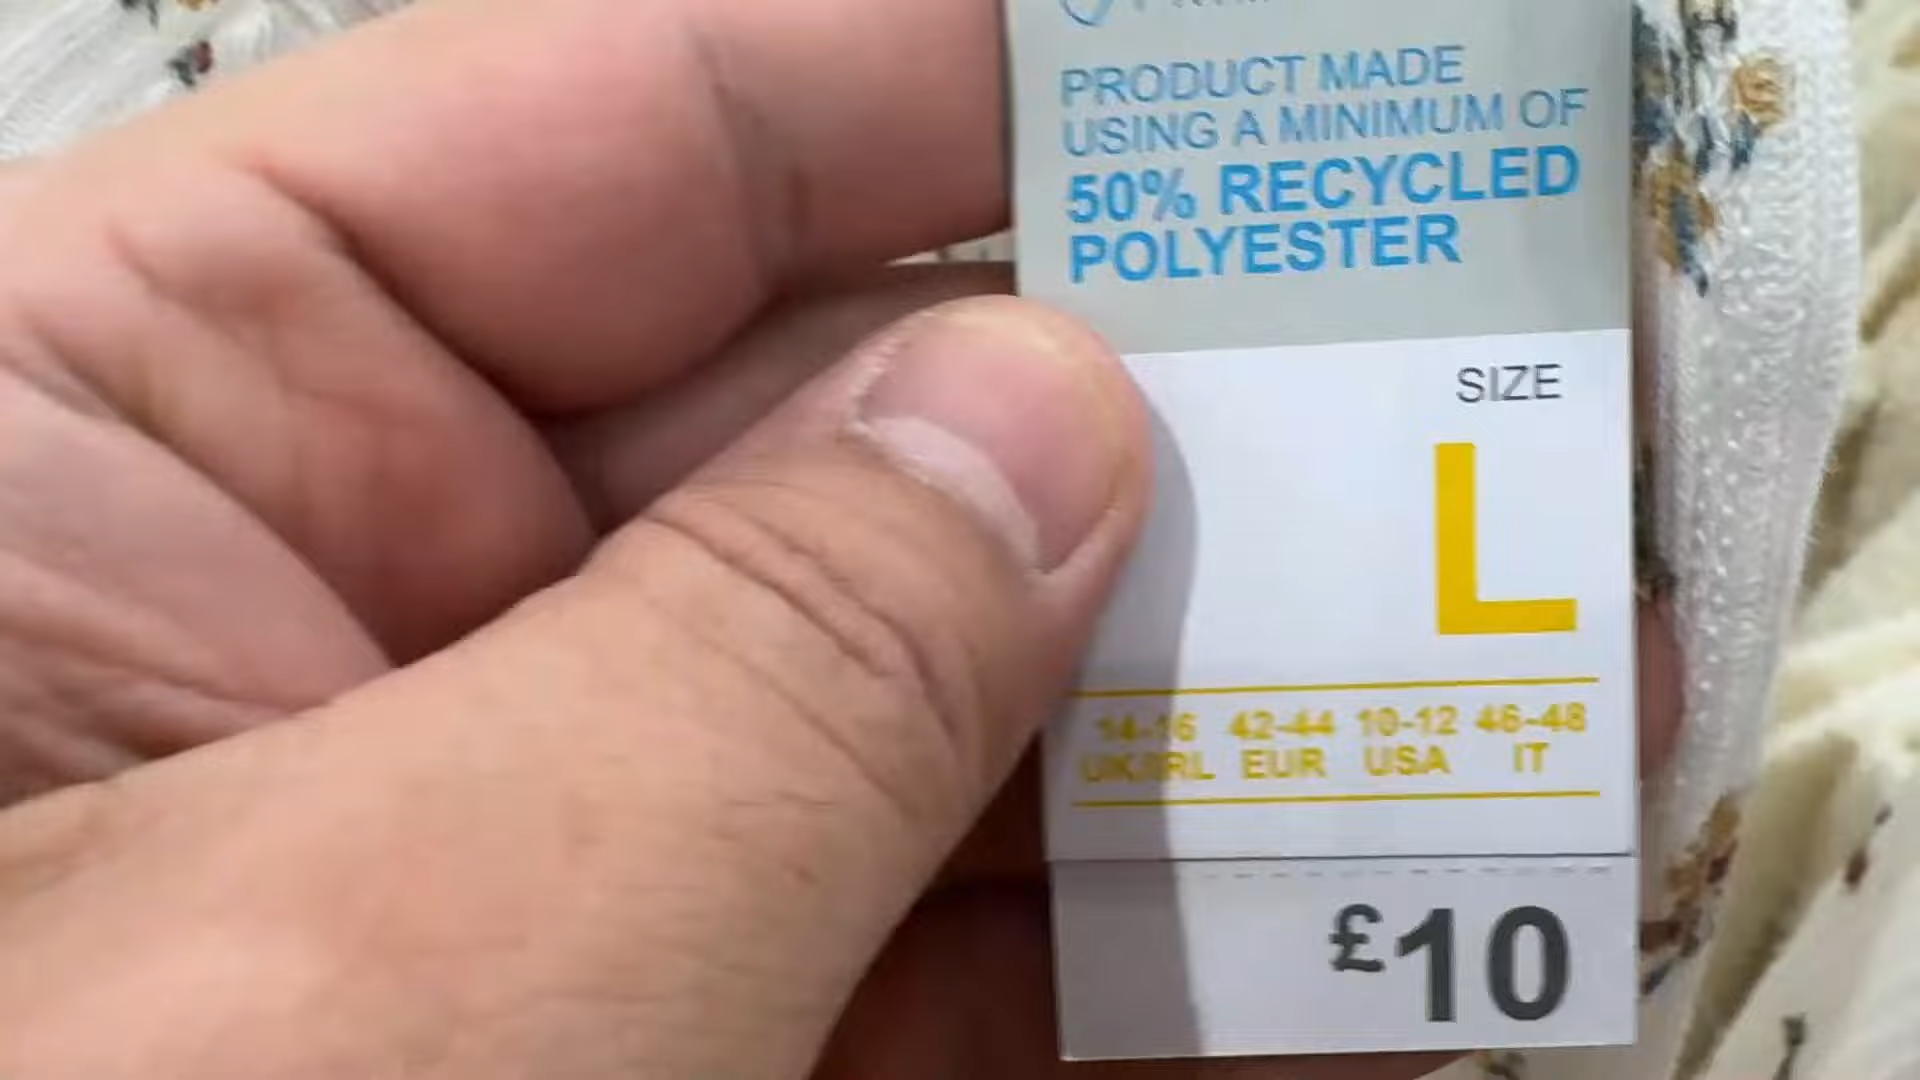 PRODUCT MADE
USING A MINIMUM OF
50% RECYCLED
POLYESTER
SIZE
L
14-16 42-44 10-12 46-48
UK/IRL EUR USA IT
£10